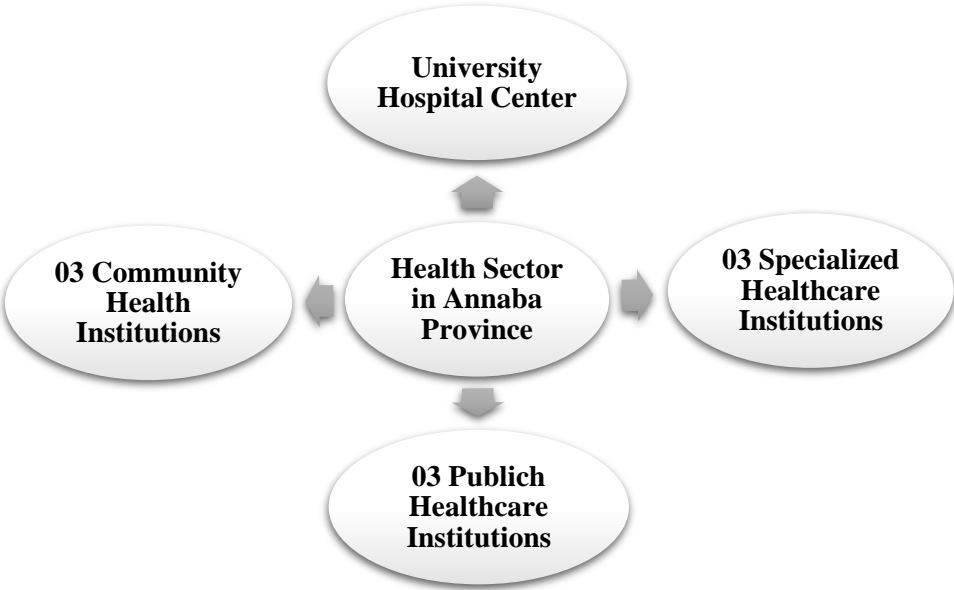 University
Hospital Center
03 Community
Health
Institutions
Health Sector
in Annaba
Province
03 Specialized
Healthcare
Institutions
03 Publich
Healthcare
Institutions